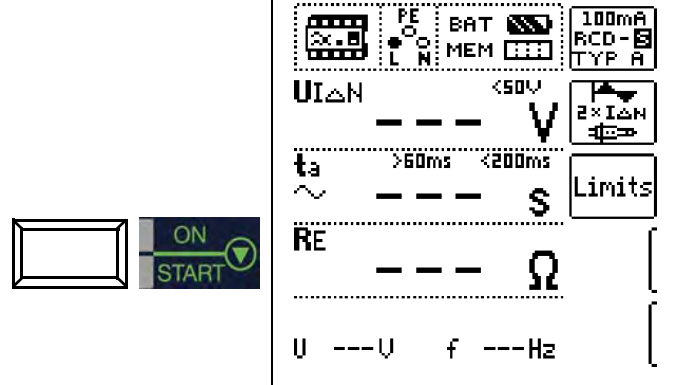 PE
BAT
100mA
RCD-S
L N
MEM
TYP A
UI△N
<50V
--- V
2×I△N
ta
>60ms <200ms
~ --- s
Limits
ON
START
RE
--- Ω
U ---V f ---Hz